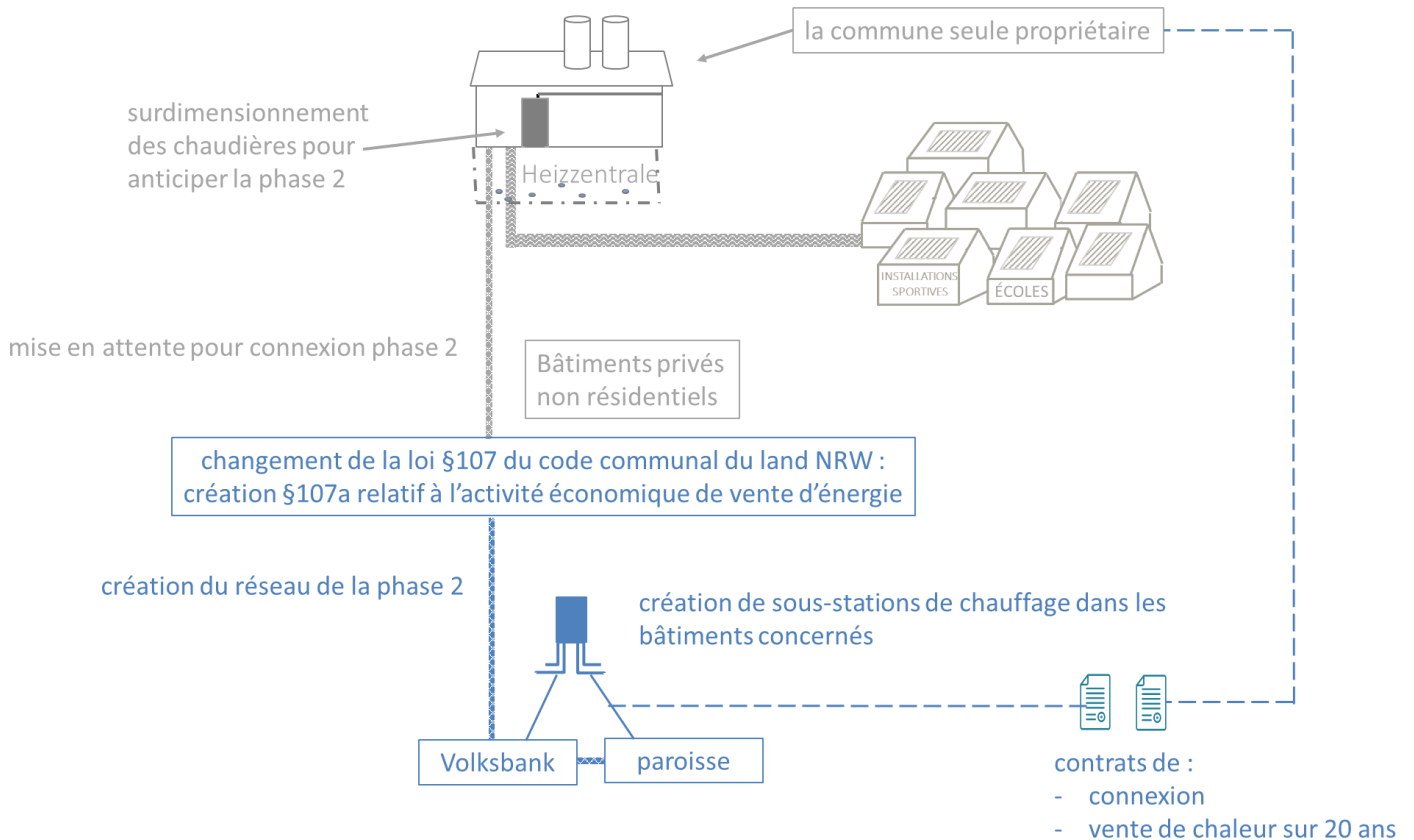 la commune seule propriétaire
surdimensionnement
des chaudières pour
anticiper la phase 2
Heizzentrale
INSTALLATIONS
SPORTIVES
ÉCOLES
mise en attente pour connexion phase 2
Bâtiments privés
non résidentiels
changement de la loi §107 du code communal du land NRW :
création §107a relatif à l’activité économique de vente d’énergie
création du réseau de la phase 2
création de sous-stations de chauffage dans les
bâtiments concernés
Volksbank
paroisse
contrats de :
- connexion
- vente de chaleur sur 20 ans